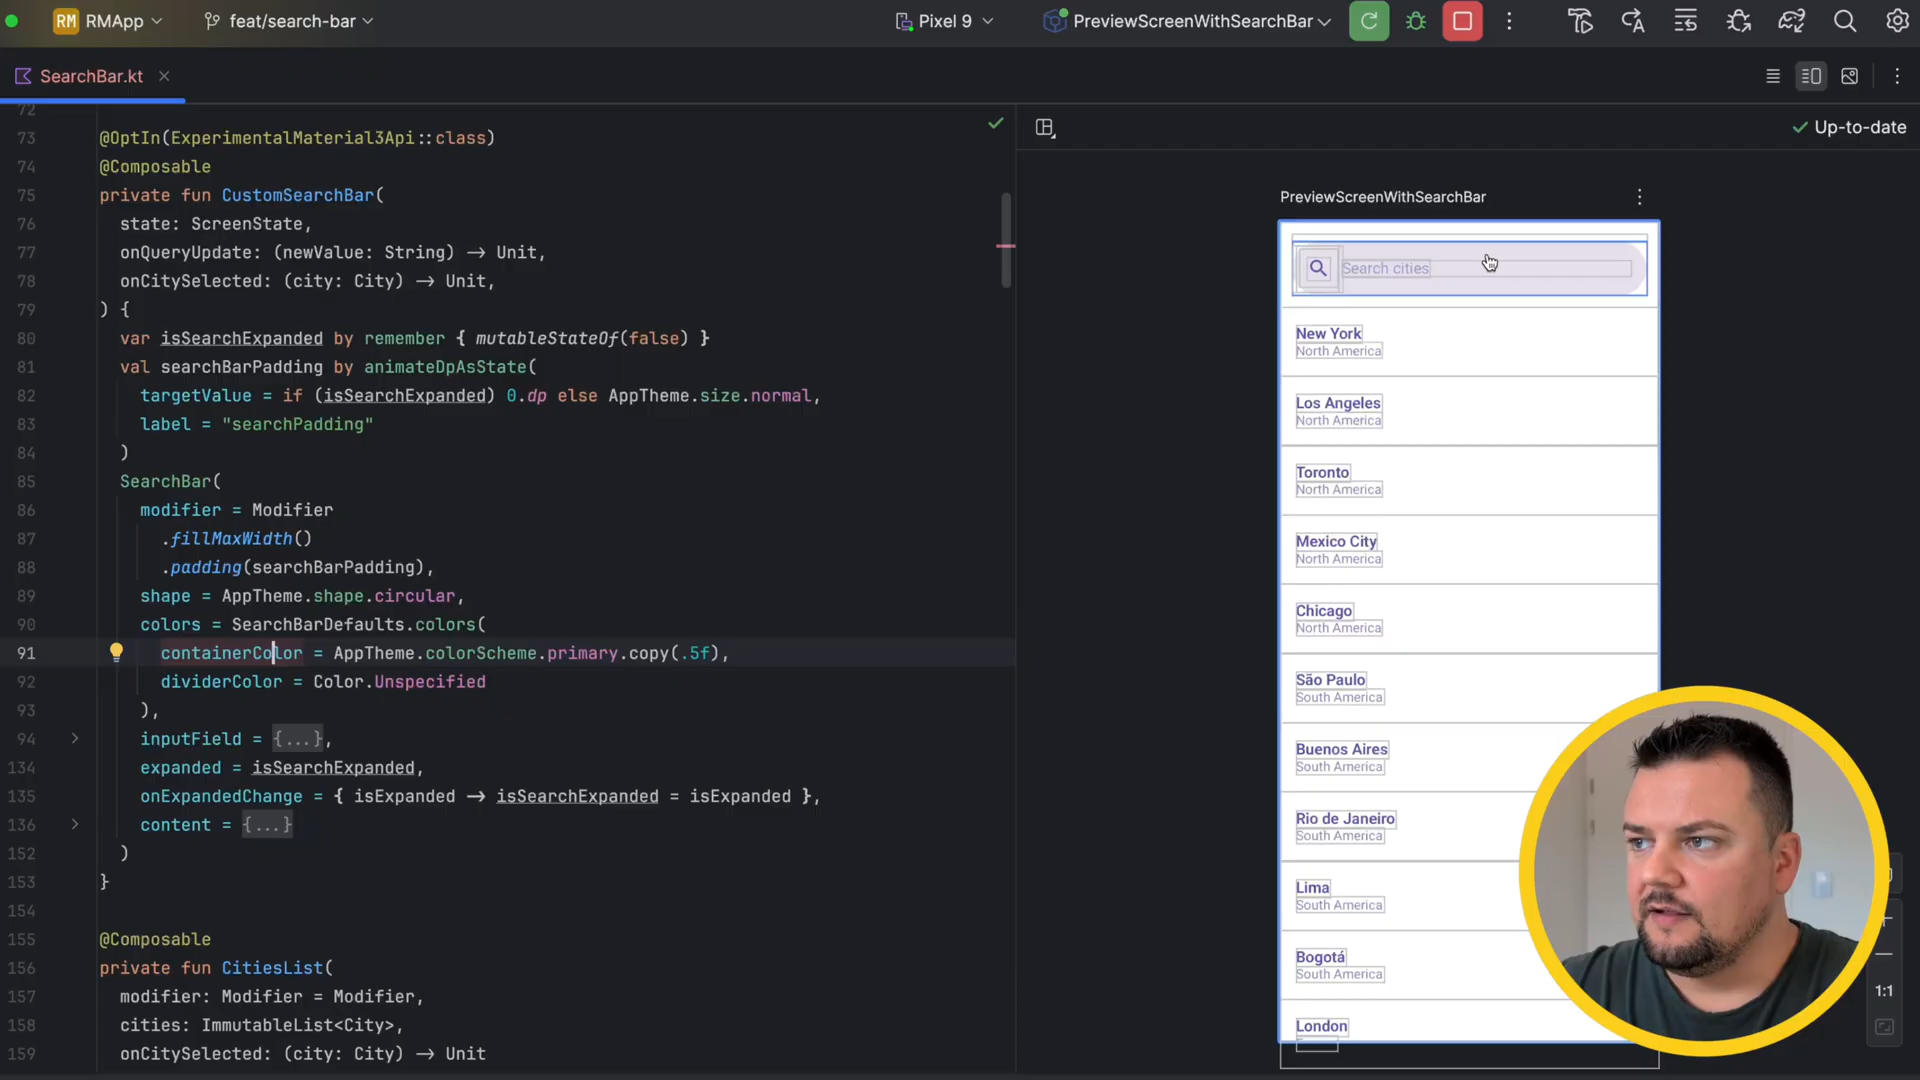 RM RMApp feat/search-bar Pixel 9 PreviewScreenWithSearchBar
SearchBar.kt
72
73 @OptIn(ExperimentalMaterial3Api::class)
74 @Composable
75 private fun CustomSearchBar(
76 state: ScreenState,
77 onQueryUpdate: (newValue: String) -> Unit,
78 onCitySelected: (city: City) -> Unit,
79 ) {
80 var isSearchExpanded by remember { mutableStateOf(false) }
81 val searchBarPadding by animateDpAsState(
82 targetValue = if (isSearchExpanded) 0.dp else AppTheme.size.normal,
83 label = "searchPadding"
84 )
85 SearchBar(
86 modifier = Modifier
87 .fillMaxWidth()
88 .padding(searchBarPadding),
89 shape = AppTheme.shape.circular,
90 colors = SearchBarDefaults.colors(
91 containerColor = AppTheme.colorScheme.primary.copy(.5f),
92 dividerColor = Color.Unspecified
93 ),
94 inputField = {...},
134 expanded = isSearchExpanded,
135 onExpandedChange = { isExpanded -> isSearchExpanded = isExpanded },
136 content = {...}
152 )
153 }
154
155 @Composable
156 private fun CitiesList(
157 modifier: Modifier = Modifier,
158 cities: ImmutableList<City>,
159 onCitySelected: (city: City) -> Unit
Up-to-date
PreviewScreenWithSearchBar
Search cities
New York
North America
Los Angeles
North America
Toronto
North America
Mexico City
North America
Chicago
North America
São Paulo
South America
Buenos Aires
South America
Rio de Janeiro
South America
Lima
South America
Bogotá
South America
London
1:1